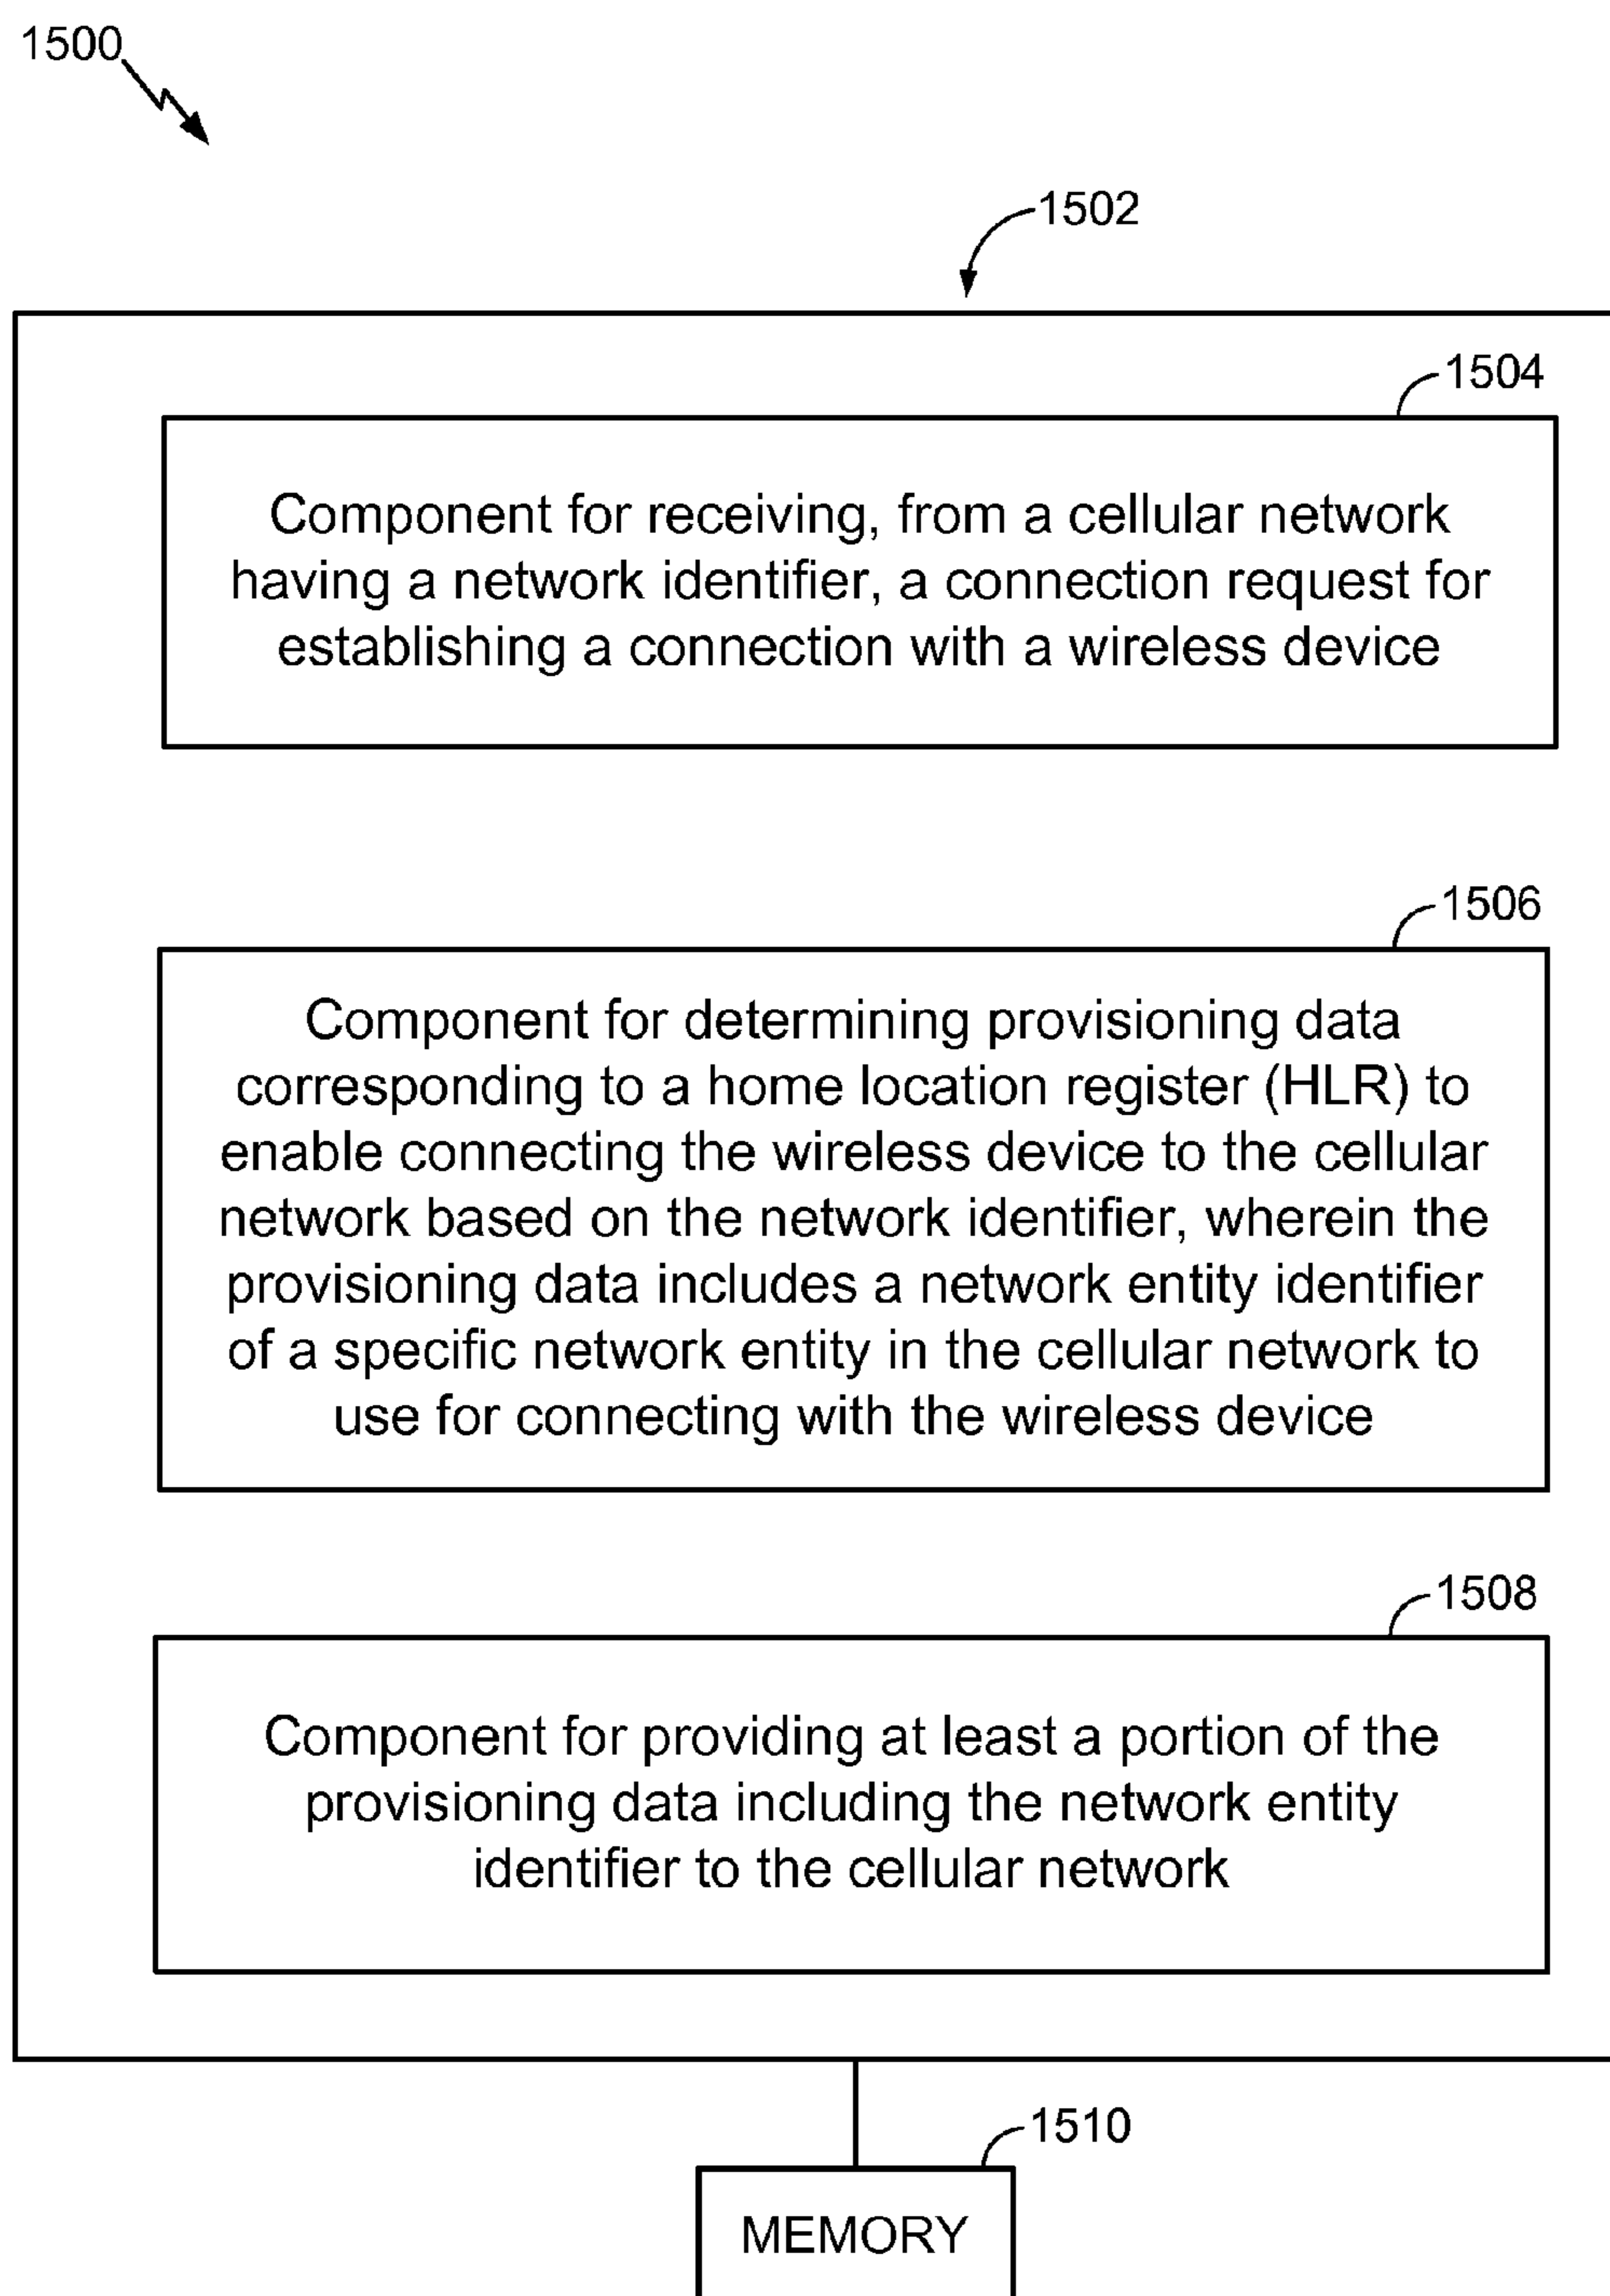 1500
1502
1504
Component for receiving, from a cellular network
having a network identifier, a connection request for
establishing a connection with a wireless device
1506
Component for determining provisioning data
corresponding to a home location register (HLR) to
enable connecting the wireless device to the cellular
network based on the network identifier, wherein the
provisioning data includes a network entity identifier
of a specific network entity in the cellular network to
use for connecting with the wireless device
1508
Component for providing at least a portion of the
provisioning data including the network entity
identifier to the cellular network
1510
MEMORY